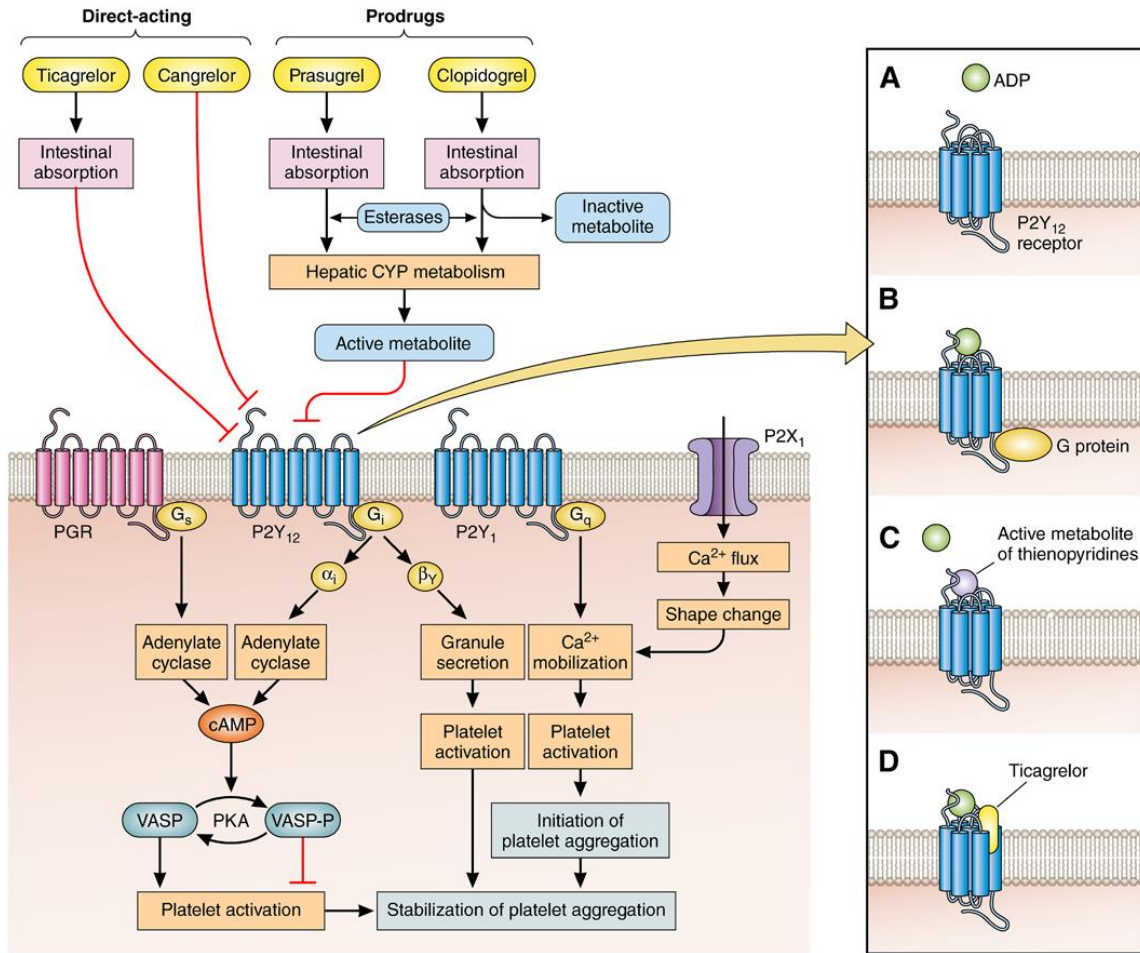 Direct-acting
Prodrugs
Ticagrelor
Cangrelor
Prasugrel
Clopidogrel
Intestinal
absorption
Intestinal
absorption
Intestinal
absorption
Esterases
Inactive
metabolite
Hepatic CYP metabolism
Active metabolite
PGR
Gs
P2Y12
Gi
P2Y1
Gq
P2X1
αi
βγ
Ca2+ flux
Shape change
Adenylate
cyclase
Adenylate
cyclase
Granule
secretion
Ca2+
mobilization
cAMP
Platelet
activation
Platelet
activation
VASP
PKA
VASP-P
Initiation of
platelet aggregation
Platelet activation
Stabilization of platelet aggregation
A
ADP
P2Y12
receptor
B
G protein
C
Active metabolite
of thienopyridines
D
Ticagrelor